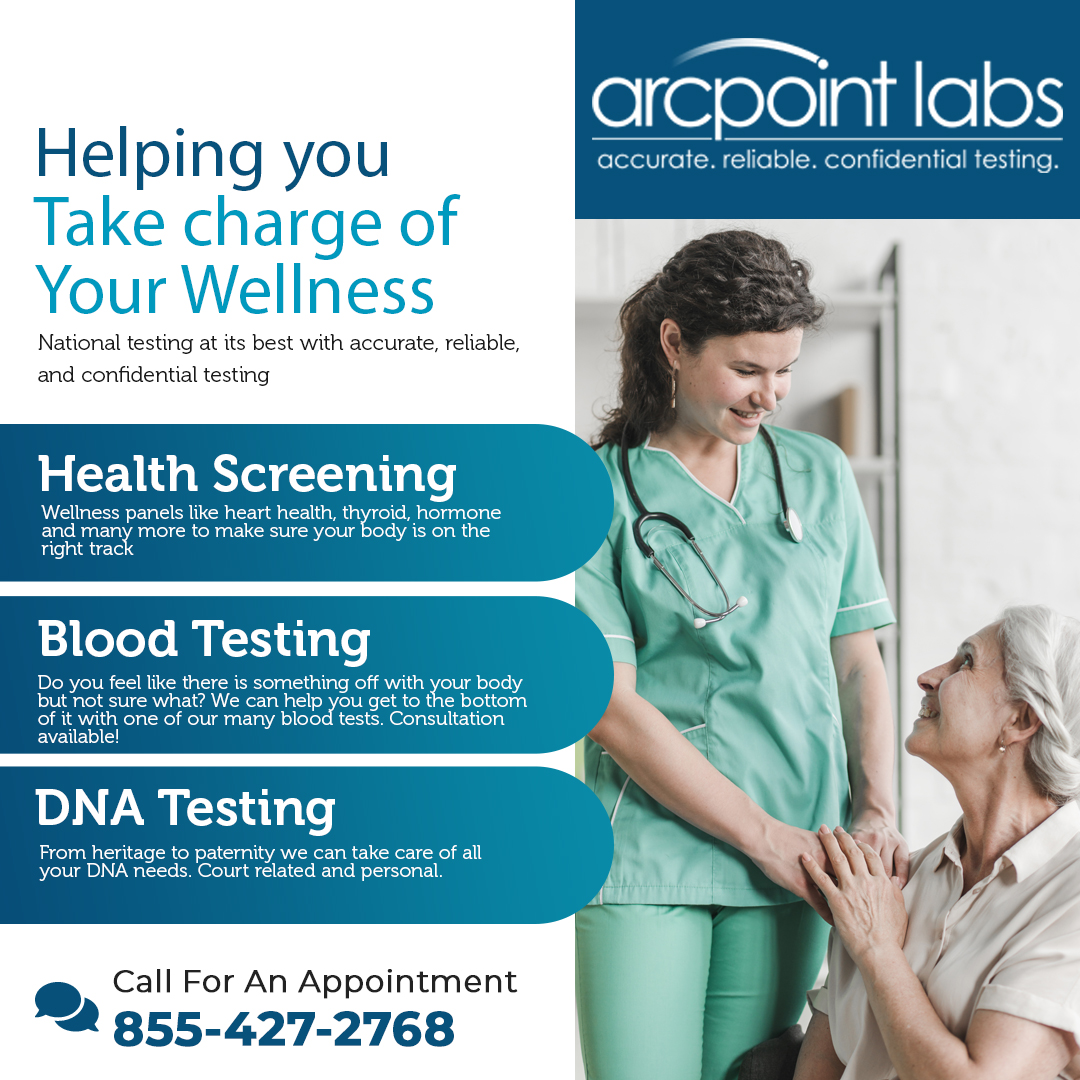 arcpoint labs
accurate. reliable. confidential testing.
Helping you
Take charge of
Your Wellness
National testing at its best with accurate, reliable,
and confidential testing
Health Screening
Wellness panels like heart health, thyroid, hormone
and many more to make sure your body is on the
right track
Blood Testing
Do you feel like there is something off with your body
but not sure what? We can help you get to the bottom
of it with one of our many blood tests. Consultation
available!
DNA Testing
From heritage to paternity we can take care of all
your DNA needs. Court related and personal.
Call For An Appointment
855-427-2768